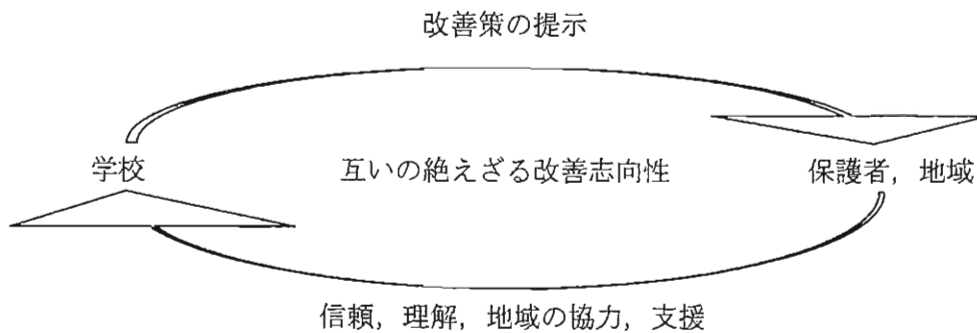 改善策の提示
学校
互いの絶えざる改善志向性
保護者，地域
信頼，理解，地域の協力，支援